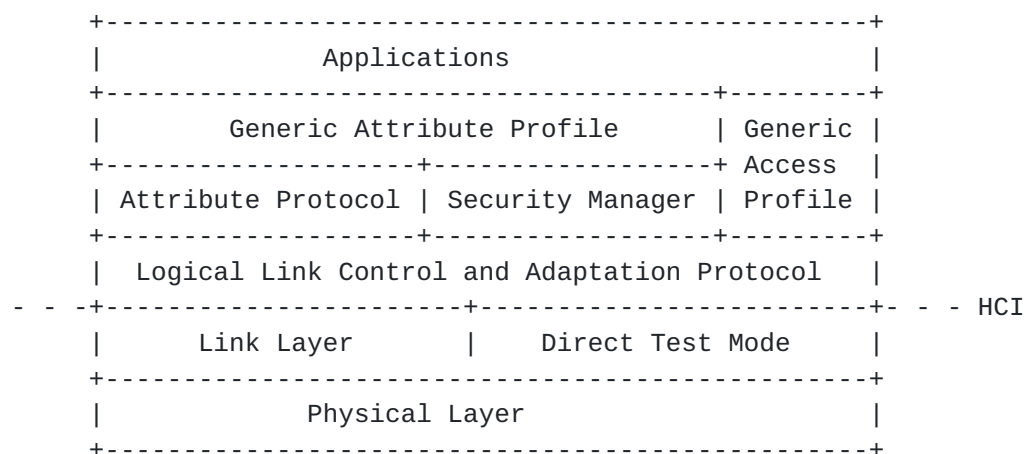 +-------------------------------------------------+
|              Applications                       |
+---------------------------------------+---------+
|        Generic Attribute Profile      | Generic |
+--------------------+------------------+ Access  |
| Attribute Protocol | Security Manager | Profile |
+--------------------+------------------+---------+
|  Logical Link Control and Adaptation Protocol   |
- - -+-----------------------+-------------------------+- - - HCI
|      Link Layer       |    Direct Test Mode     |
+-------------------------------------------------+
|             Physical Layer                      |
+-------------------------------------------------+